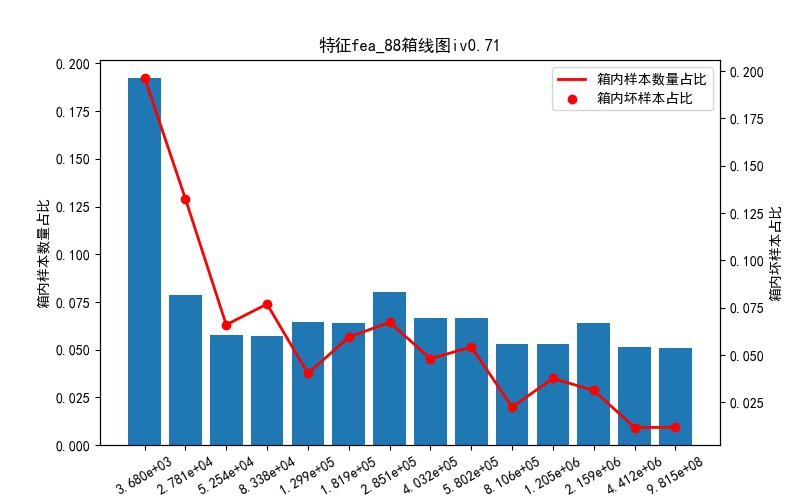 特征fea_88箱线图iv0.71
箱内样本数量占比
箱内坏样本占比
0.200
0.175
0.150
0.125
0.100
0.075
0.050
0.025
0.000
箱内样本数量占比
0.200
0.175
0.150
0.125
0.100
0.075
0.050
0.025
箱内坏样本占比
3.680e+03
2.781e+04
5.254e+04
8.338e+04
1.299e+05
1.819e+05
2.851e+05
4.032e+05
5.802e+05
8.106e+05
1.205e+06
2.159e+06
4.412e+06
9.815e+08